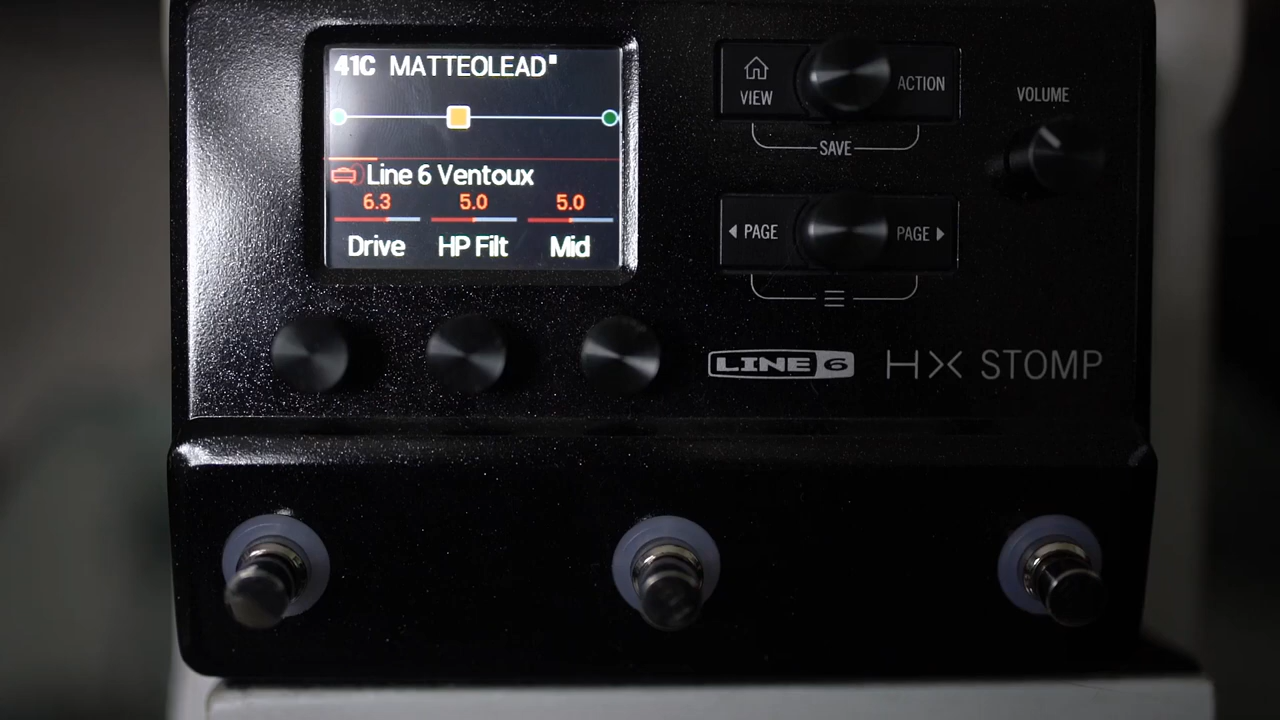 41C MATTEOLEAD
Line 6 Ventoux
6.3 5.0 5.0
Drive HP Filt Mid
VIEW
ACTION
SAVE
VOLUME
PAGE
PAGE
LINE 6
HX STOMP